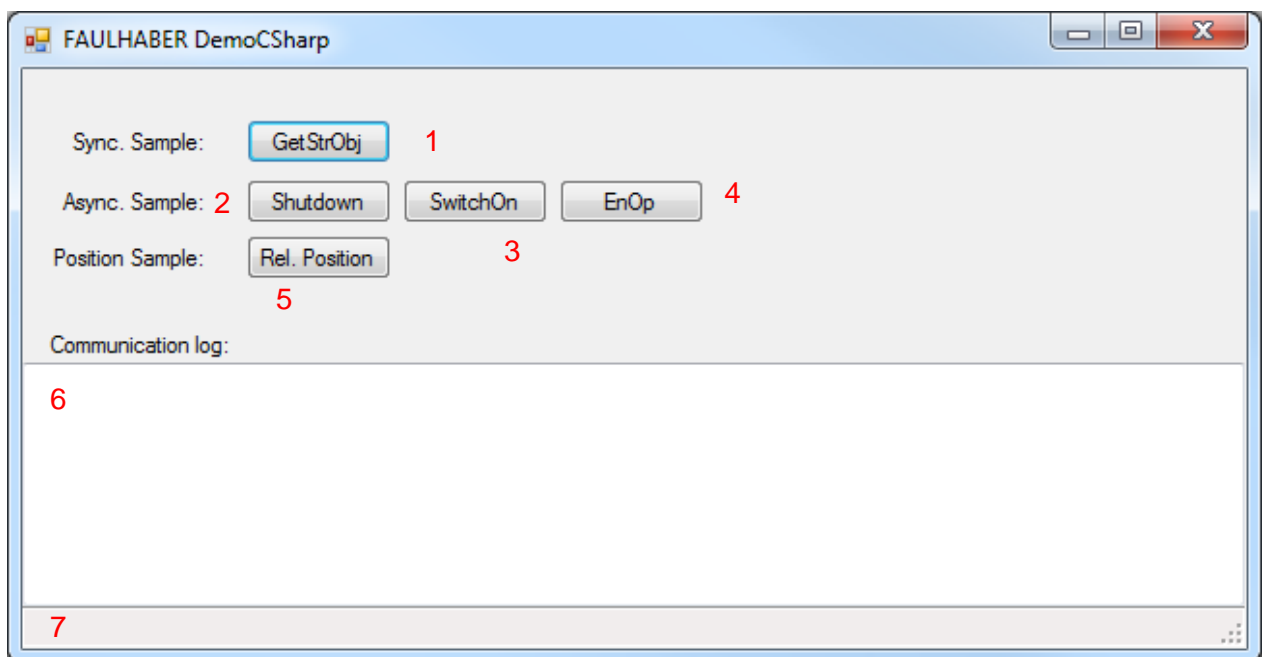 FAULHABER DemoCSharp
Sync. Sample: GetStrObj 1
Async. Sample: 2 Shutdown SwitchOn EnOp 4
Position Sample: Rel. Position 3
5
Communication log:
6
7